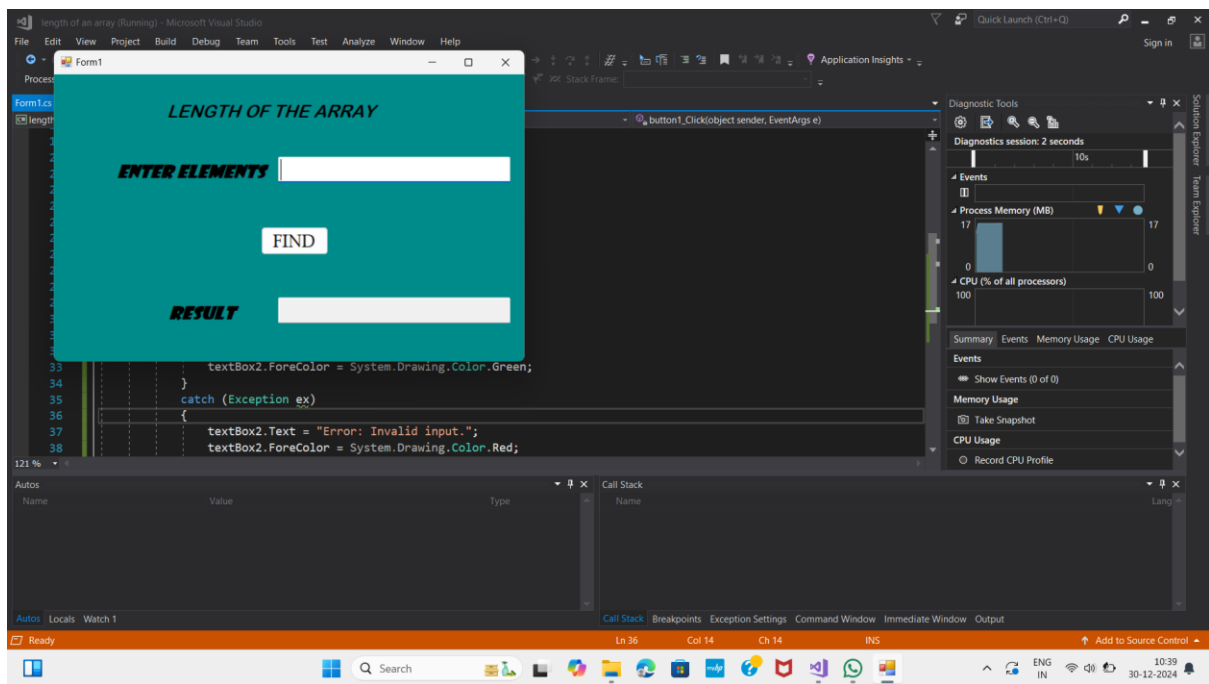 length of an array (Running) - Microsoft Visual Studio
Quick Launch (Ctrl+Q)
File Edit View Project Build Debug Team Tools Test Analyze Window Help
Sign in
Form1
Application Insights
Process
Stack Frame:
Form1.cs
length
button1_Click(object sender, EventArgs e)
LENGTH OF THE ARRAY
ENTER ELEMENTS
FIND
RESULT
33 textBox2.ForeColor = System.Drawing.Color.Green;
34 }
35 catch (Exception ex)
36 {
37 textBox2.Text = "Error: Invalid input.";
38 textBox2.ForeColor = System.Drawing.Color.Red;
121 %
Diagnostic Tools
Diagnostics session: 2 seconds
10s
Events
Process Memory (MB)
17 17
0 0
CPU (% of all processors)
100 100
Summary Events Memory Usage CPU Usage
Events
Show Events (0 of 0)
Memory Usage
Take Snapshot
CPU Usage
Record CPU Profile
Solution Explorer
Team Explorer
Autos
Name Value Type
Call Stack
Name Lang
Autos Locals Watch 1
Call Stack Breakpoints Exception Settings Command Window Immediate Window Output
Ready Ln 36 Col 14 Ch 14 INS Add to Source Control
Search
ENG
IN
10:39
30-12-2024